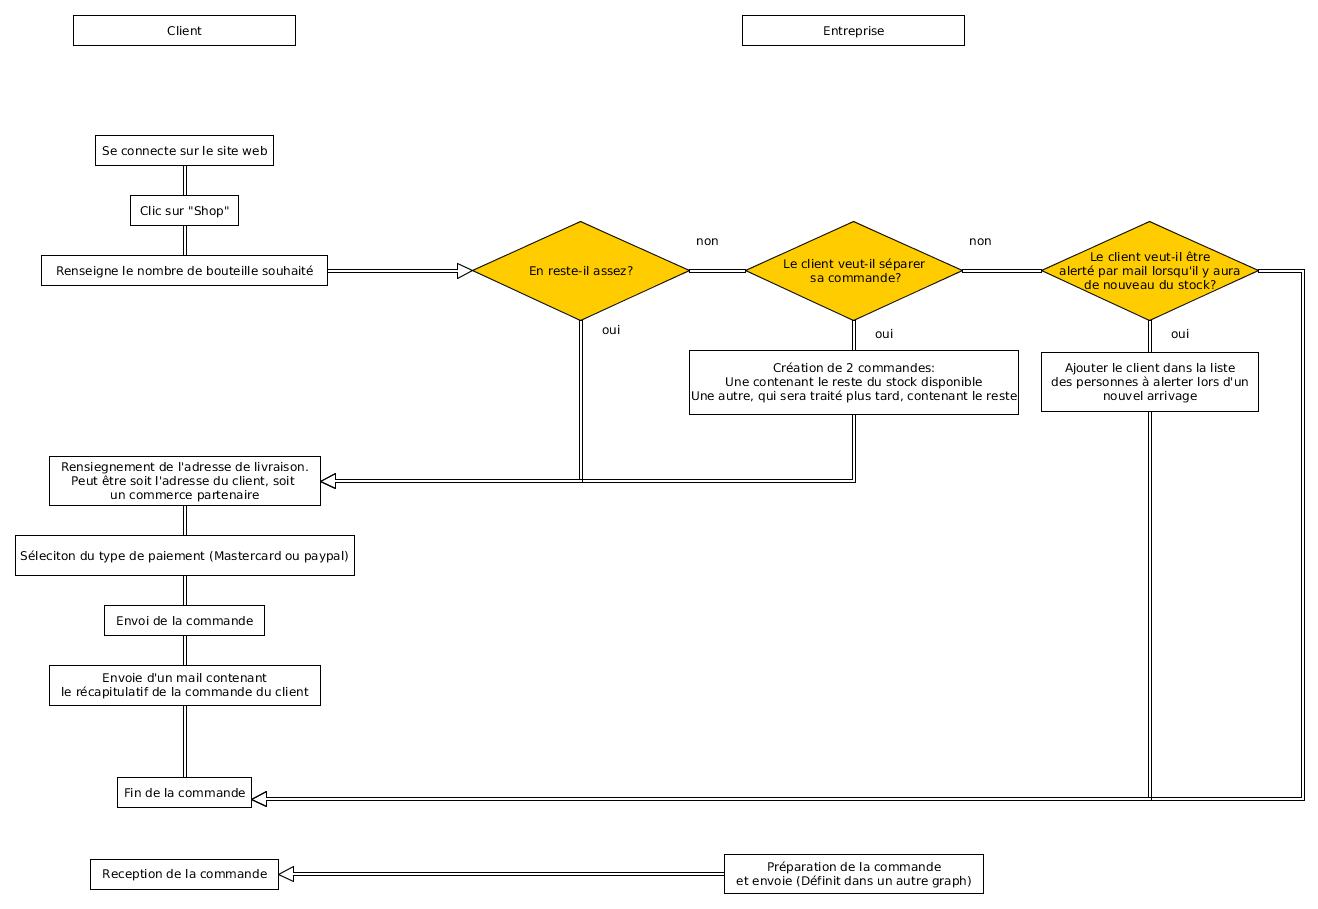 Client
Entreprise
Se connecte sur le site web
Clic sur "Shop"
Renseigne le nombre de bouteille souhaité
En reste-il assez?
non
Le client veut-il séparer
sa commande?
non
Le client veut-il être
alerté par mail lorsqu'il y aura
de nouveau du stock?
oui
oui
oui
Création de 2 commandes:
Une contenant le reste du stock disponible
Une autre, qui sera traité plus tard, contenant le reste
Ajouter le client dans la liste
des personnes à alerter lors d'un
nouvel arrivage
Rensiegnement de l'adresse de livraison.
Peut être soit l'adresse du client, soit
un commerce partenaire
Séleciton du type de paiement (Mastercard ou paypal)
Envoi de la commande
Envoie d'un mail contenant
le récapitulatif de la commande du client
Fin de la commande
Reception de la commande
Préparation de la commande
et envoie (Définit dans un autre graph)